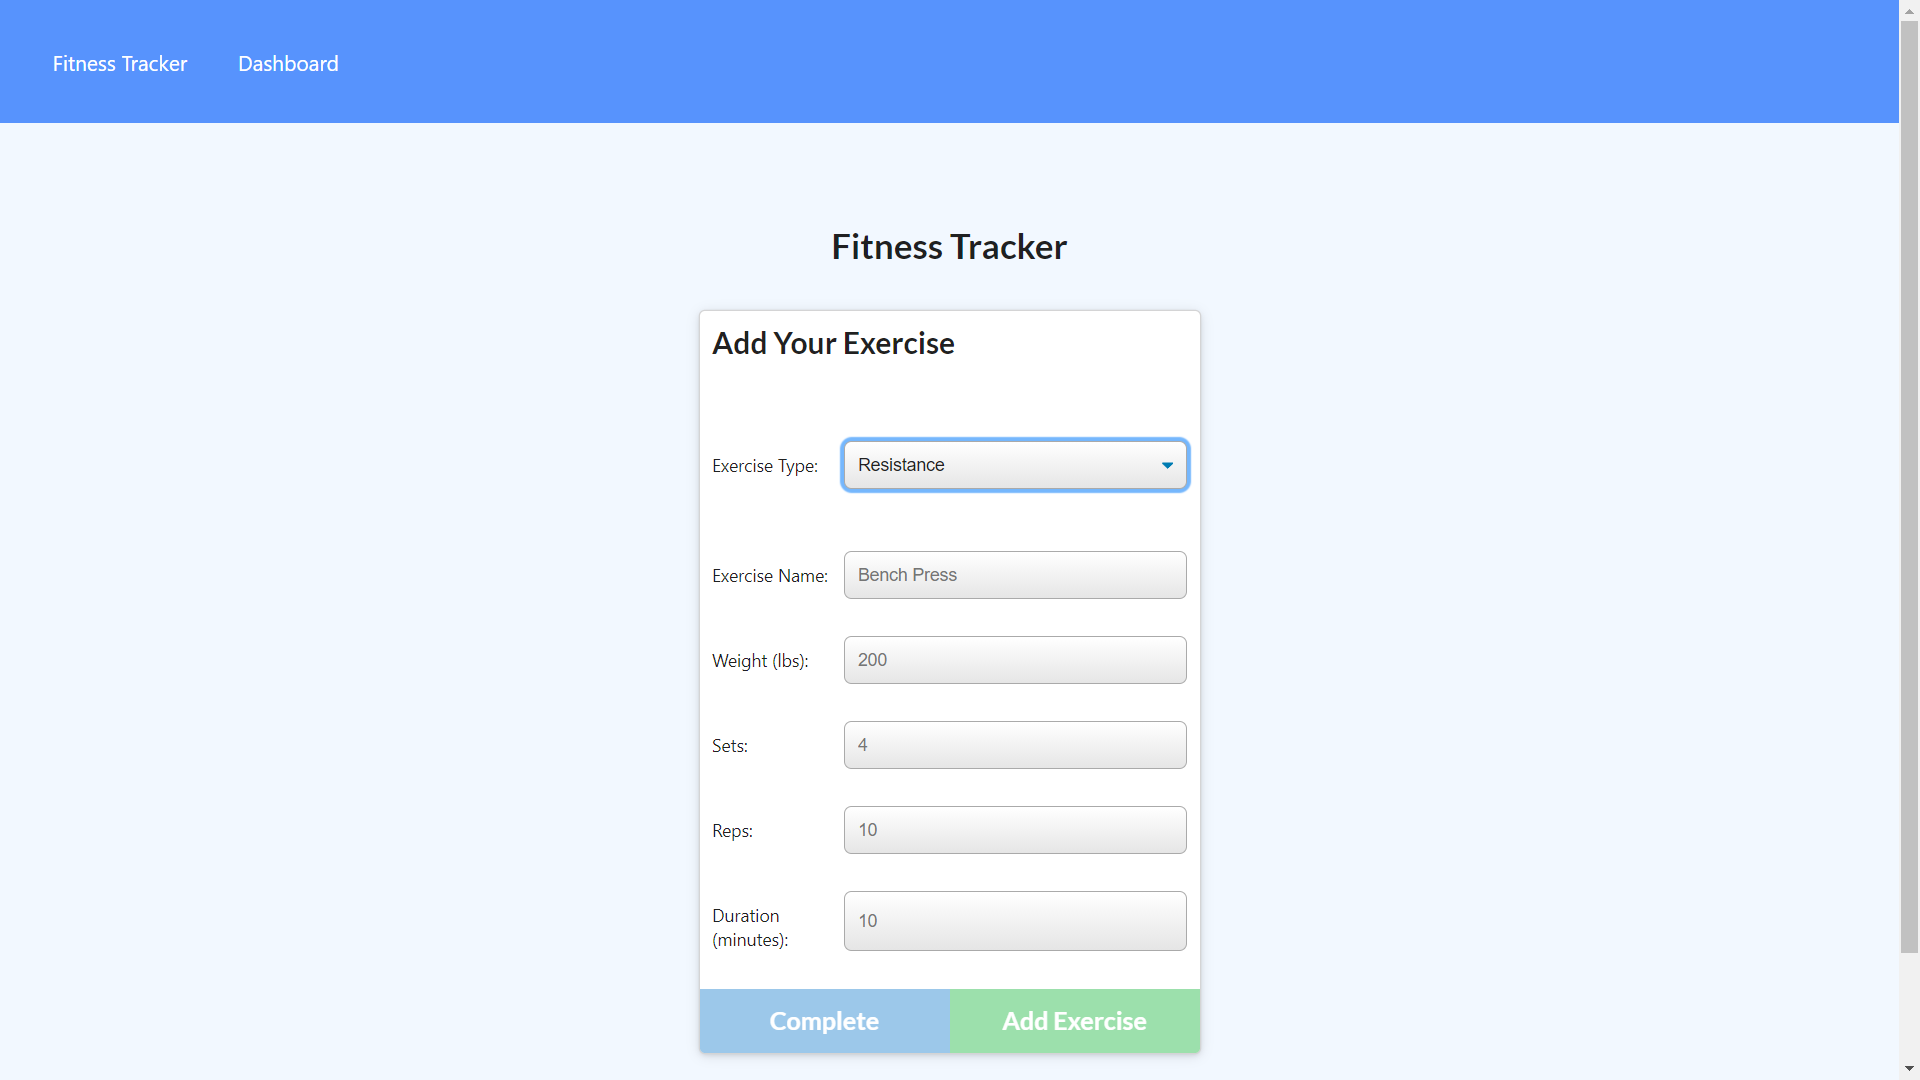 Fitness Tracker Dashboard
Fitness Tracker
Add Your Exercise
Exercise Type: Resistance
Exercise Name: Bench Press
Weight (lbs): 200
Sets: 4
Reps: 10
Duration
(minutes): 10
Complete Add Exercise